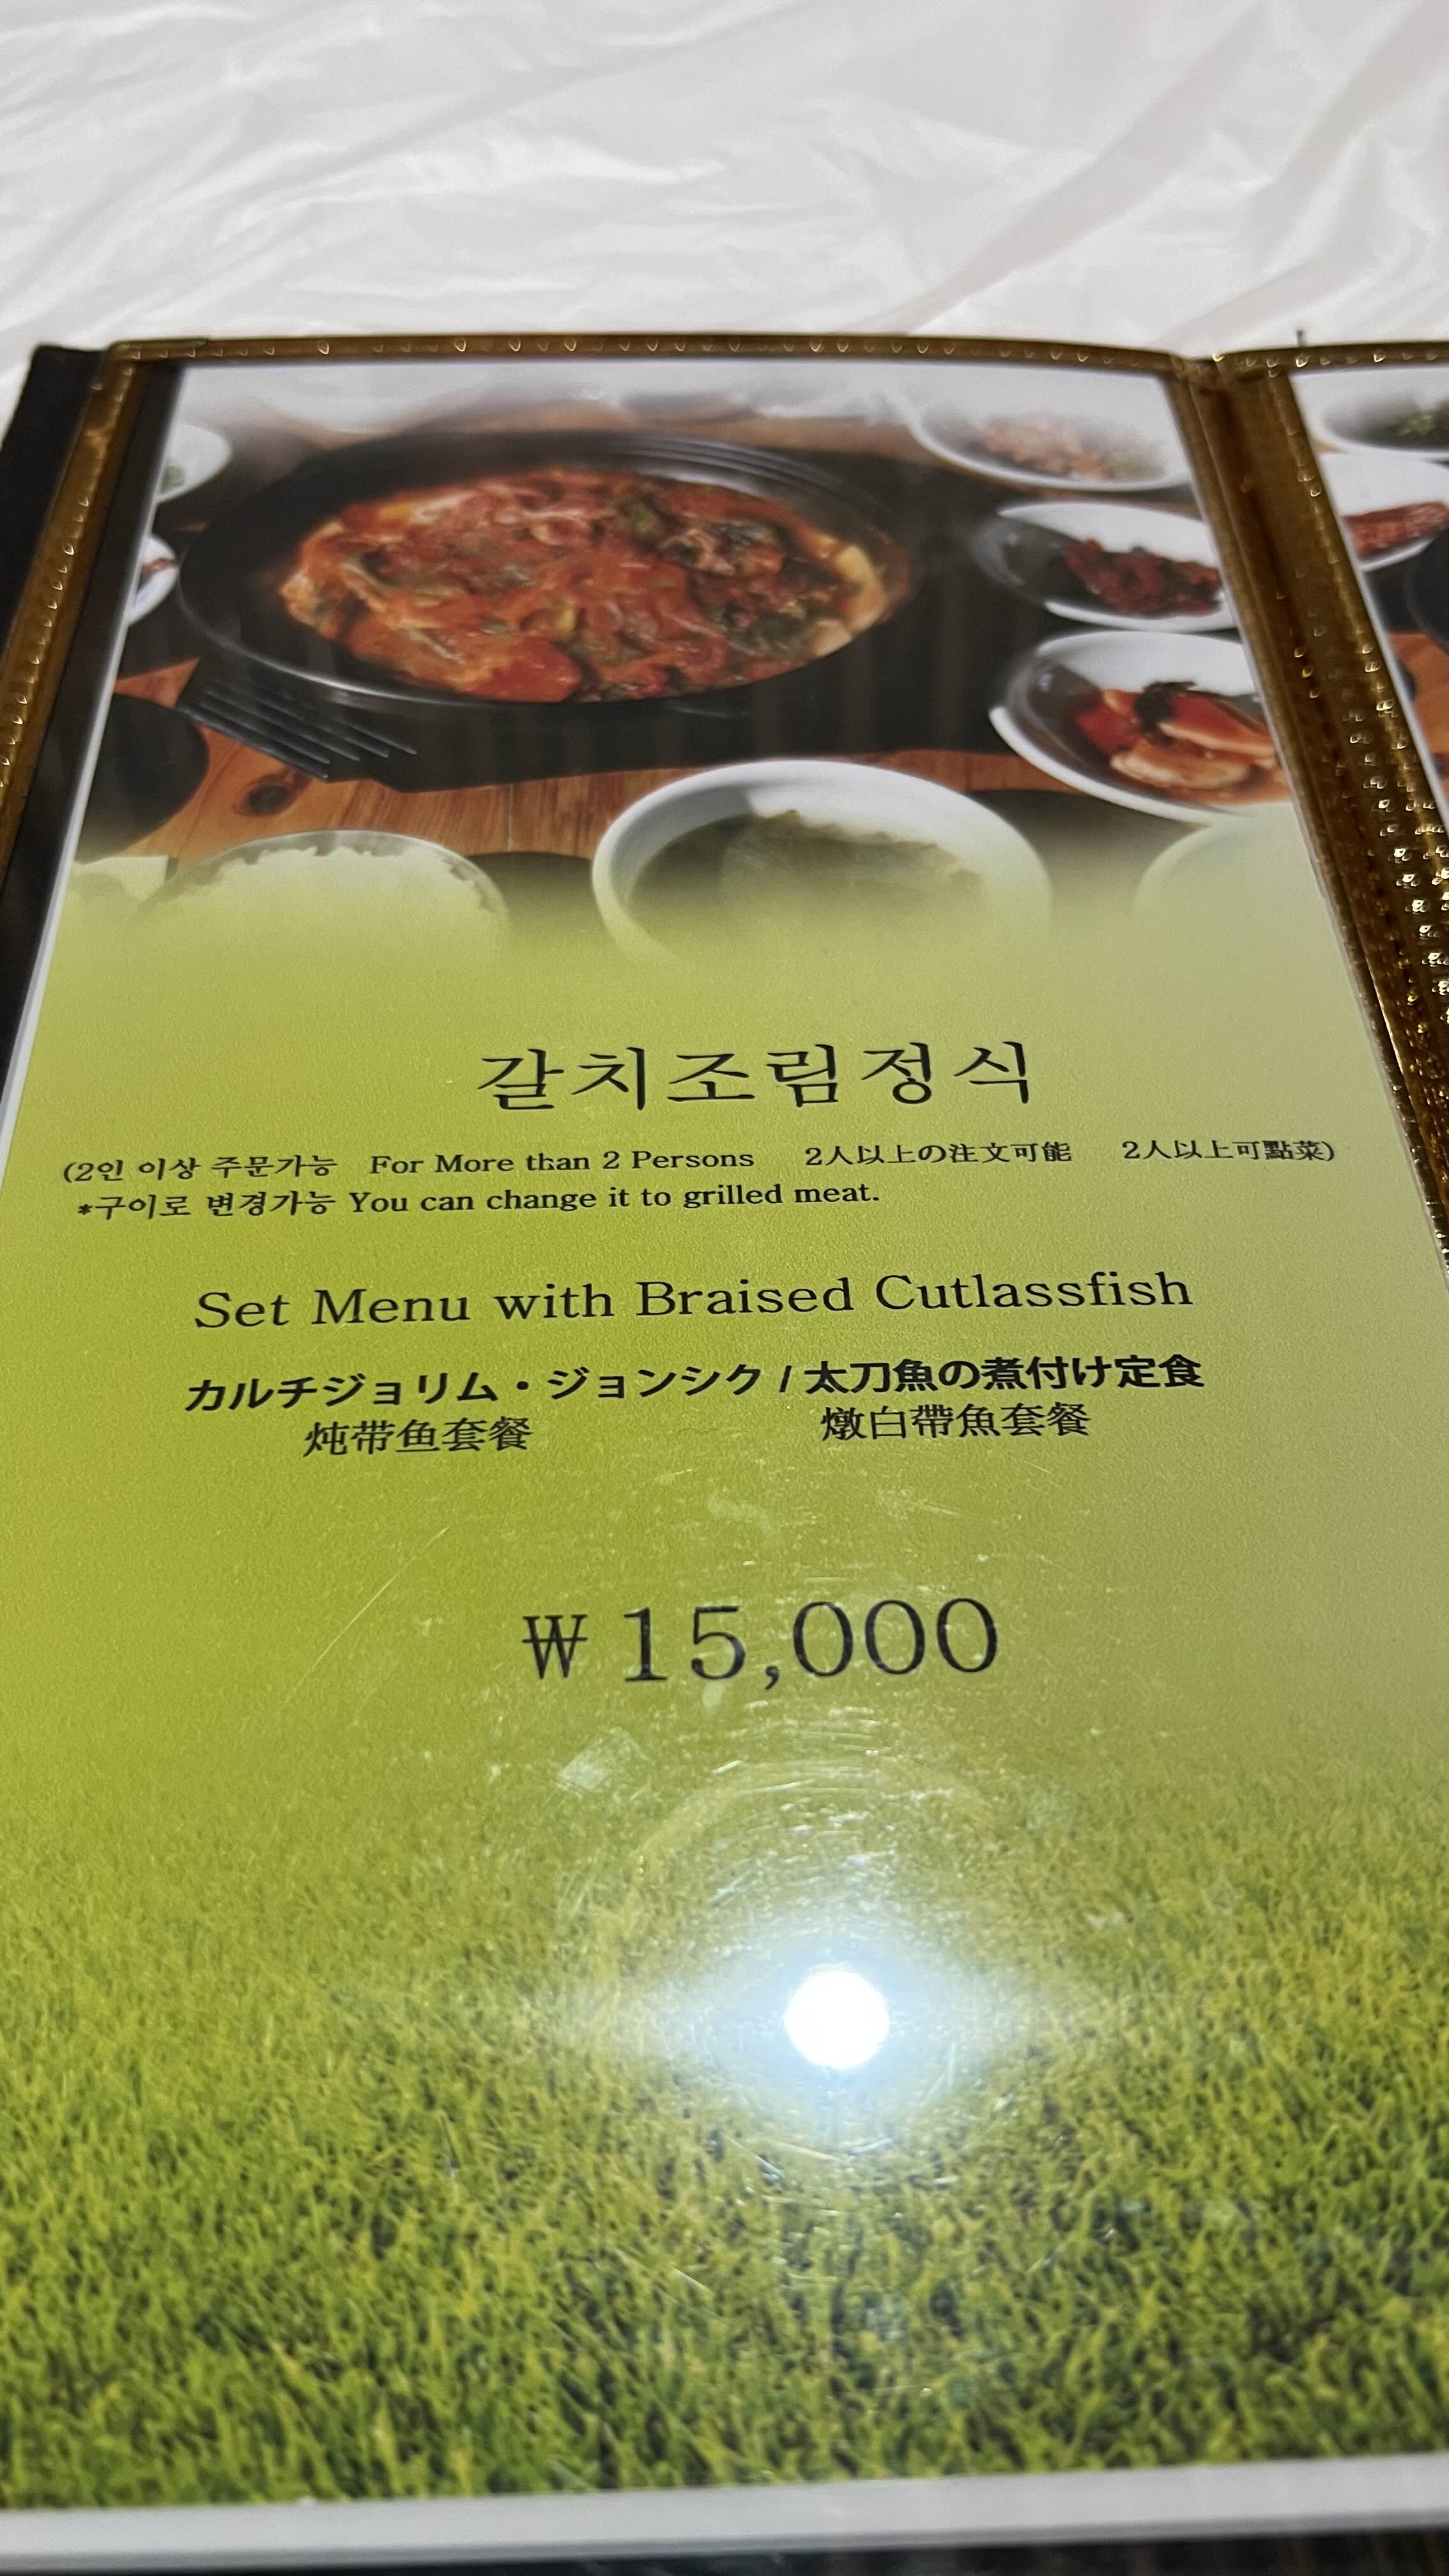 갈치조림정식
(2인 이상 주문가능 For More than 2 Persons 2人以上の注文可能 2人以上可點菜)
*구이로 변경가능 You can change it to grilled meat.
Set Menu with Braised Cutlassfish
カルチジョリム・ジョンシク / 太刀魚の煮付け定食
炖带鱼套餐 燉白帶魚套餐
₩15,000